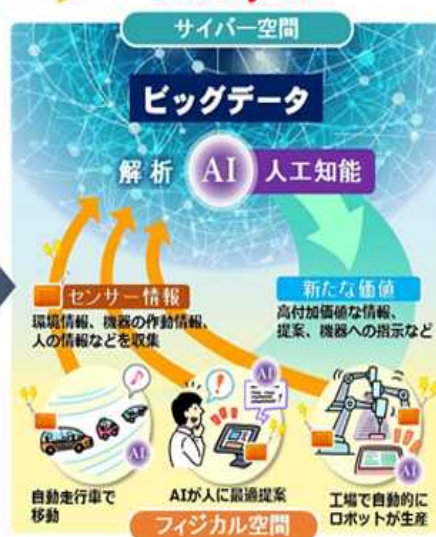 サイバー空間
ビッグデータ
解析 AI 人工知能
センサー情報
環境情報、機器の作動情報、
人の情報などを収集
新たな価値
高付加価値な情報、
提案、機器への指示など
AI
自動走行車で
移動
AI
AIが人に最適提案
AI
工場で自動的に
ロボットが生産
フィジカル空間